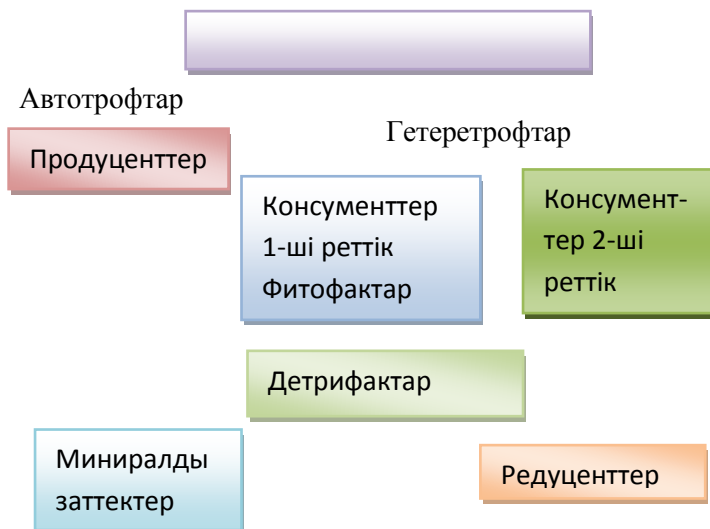 Автотрофтар
Гетеретрофтар
Продуценттер
Консументтер
1-ші реттік
Фитофактар
Консумент-
тер 2-ші
реттік
Детрифактар
Миниралды
заттектер
Редуценттер